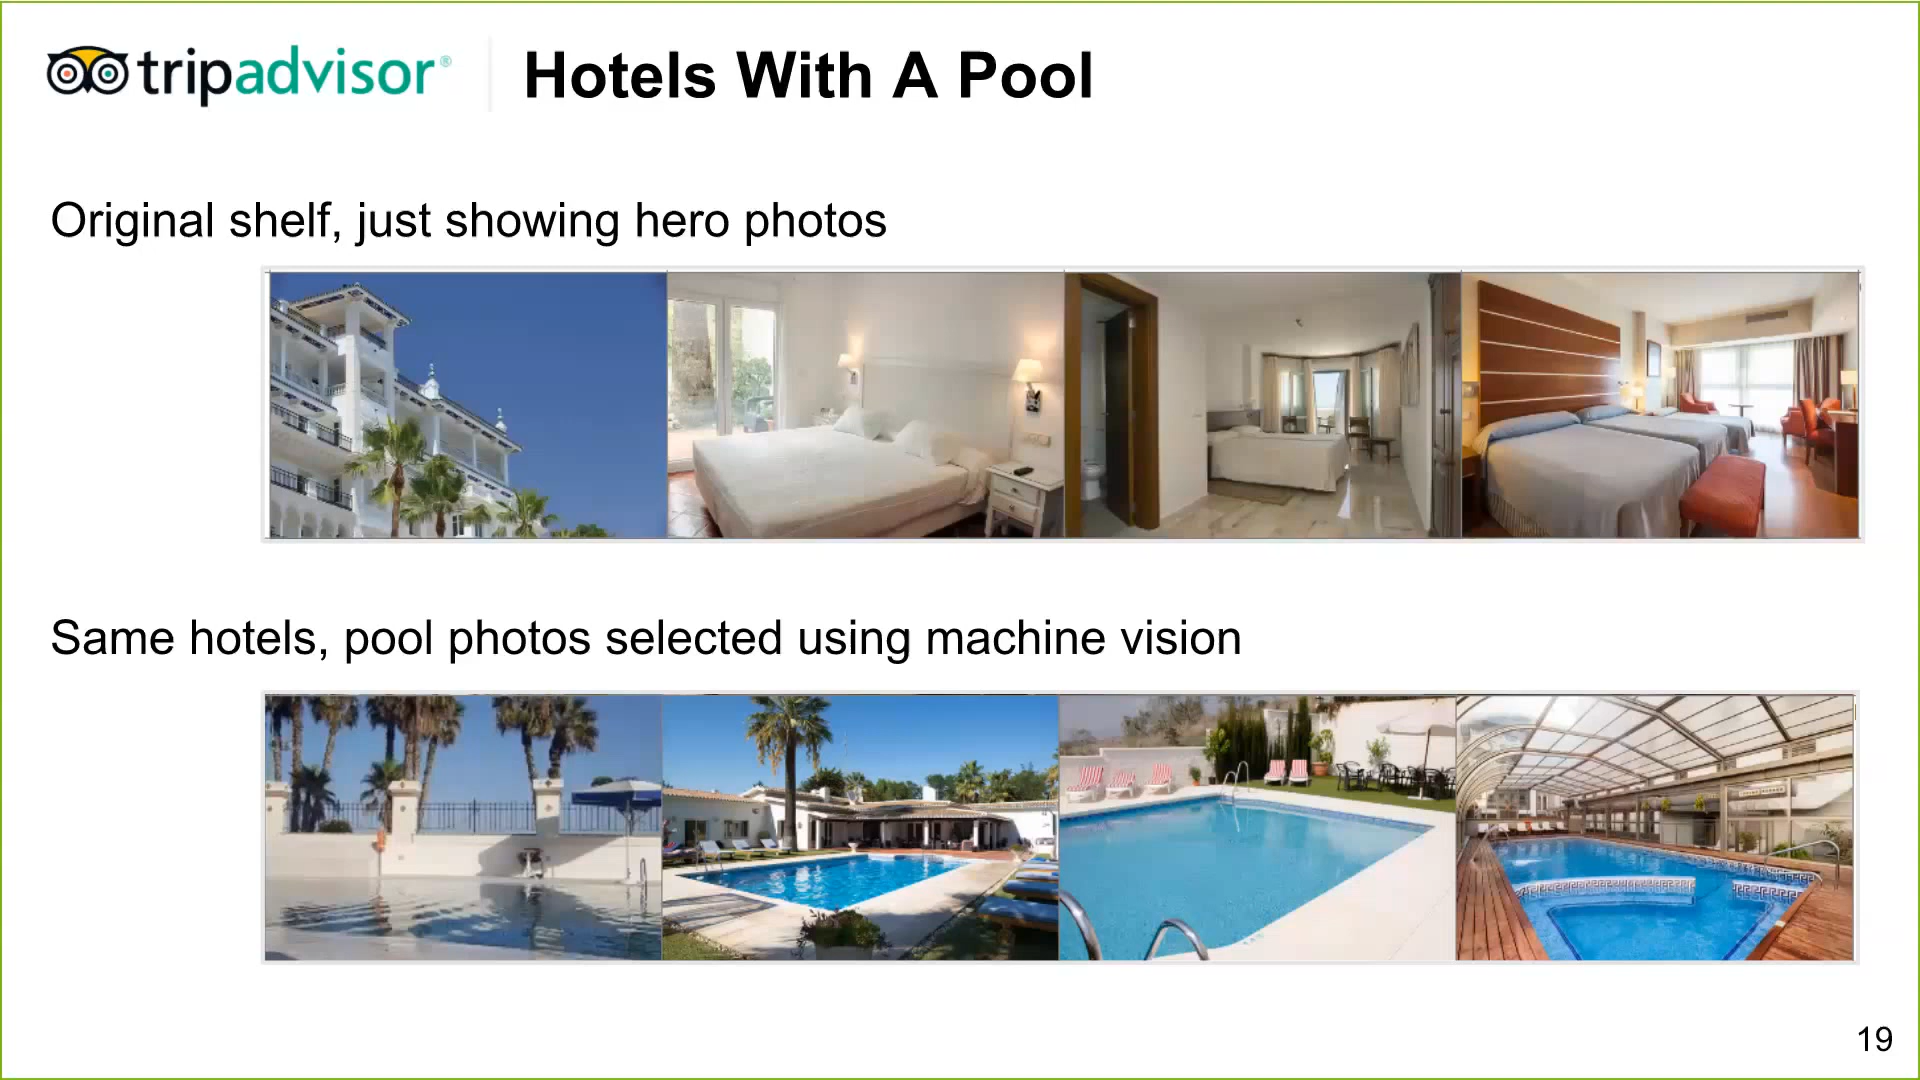 tripadvisor®
Hotels With A Pool
Original shelf, just showing hero photos
Same hotels, pool photos selected using machine vision
19